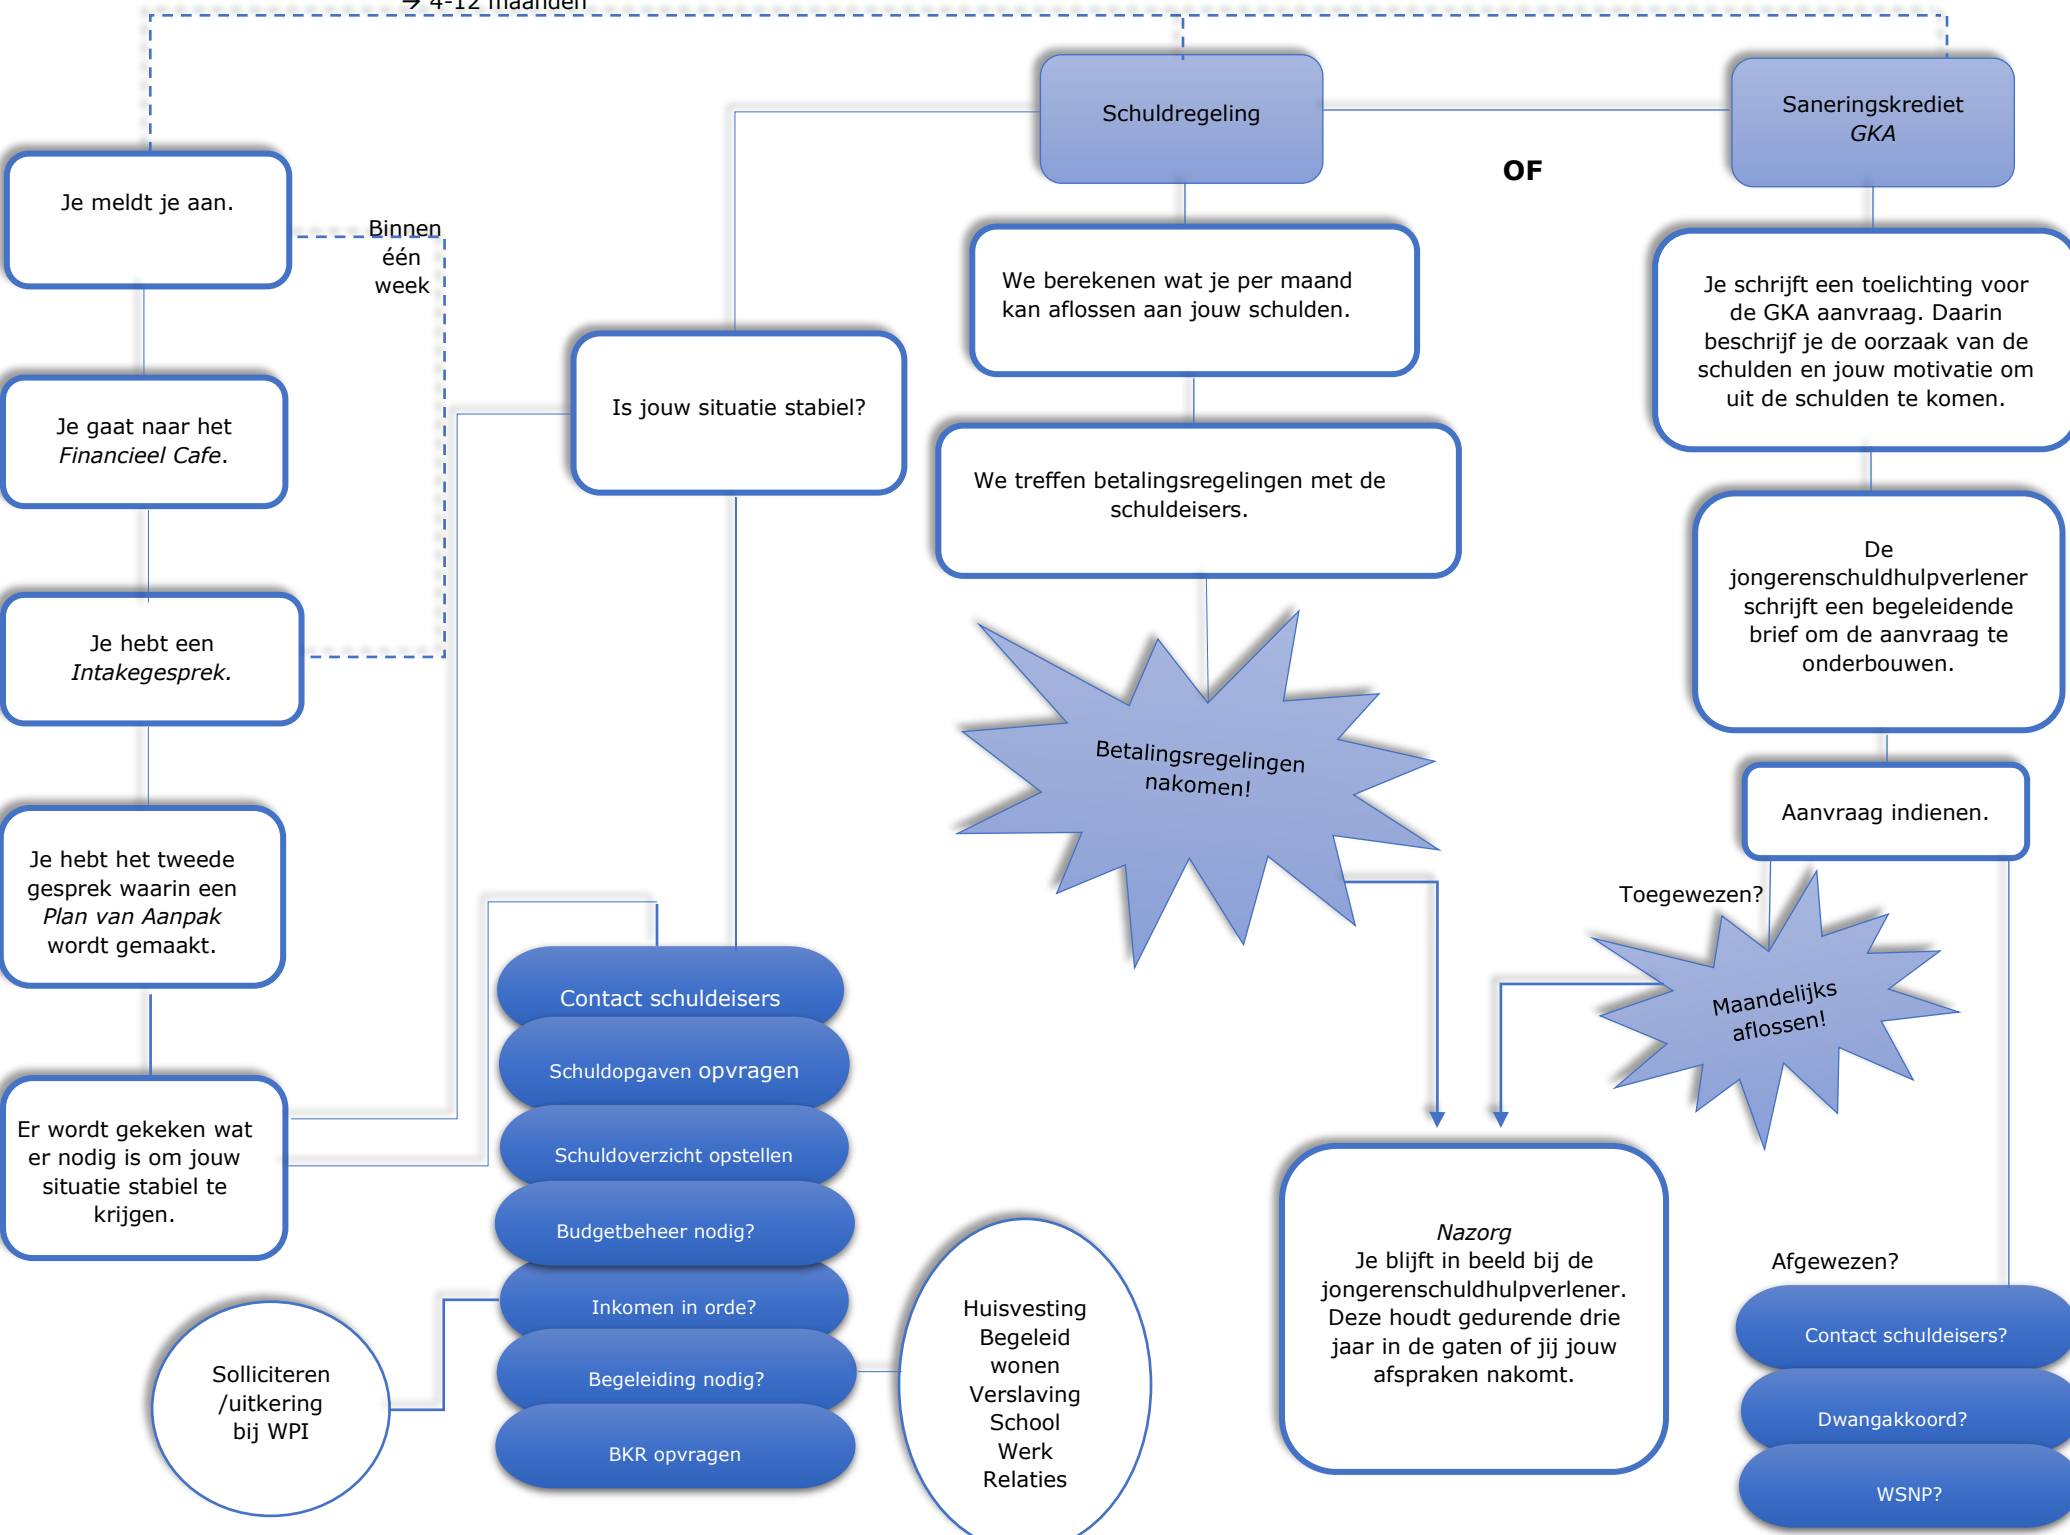 → 4-12 maanden
Je meldt je aan.
Binnen
één
week
Je gaat naar het
Financieel Cafe.
Je hebt een
Intakegesprek.
Je hebt het tweede
gesprek waarin een
Plan van Aanpak
wordt gemaakt.
Er wordt gekeken wat
er nodig is om jouw
situatie stabiel te
krijgen.
Is jouw situatie stabiel?
Contact schuldeisers
Schuldopgaven opvragen
Schuldoverzicht opstellen
Budgetbeheer nodig?
Inkomen in orde?
Begeleiding nodig?
BKR opvragen
Solliciteren
/uitkering
bij WPI
Huisvesting
Begeleid
wonen
Verslaving
School
Werk
Relaties
Schuldregeling
We berekenen wat je per maand
kan aflossen aan jouw schulden.
We treffen betalingsregelingen met de
schuldeisers.
Betalingsregelingen
nakomen!
OF
Saneringskrediet
GKA
Je schrijft een toelichting voor
de GKA aanvraag. Daarin
beschrijf je de oorzaak van de
schulden en jouw motivatie om
uit de schulden te komen.
De
jongerenschuldhulpverlener
schrijft een begeleidende
brief om de aanvraag te
onderbouwen.
Aanvraag indienen.
Toegewezen?
Maandelijks
aflossen!
Nazorg
Je blijft in beeld bij de
jongerenschuldhulpverlener.
Deze houdt gedurende drie
jaar in de gaten of jij jouw
afspraken nakomt.
Afgewezen?
Contact schuldeisers?
Dwangakkoord?
WSNP?